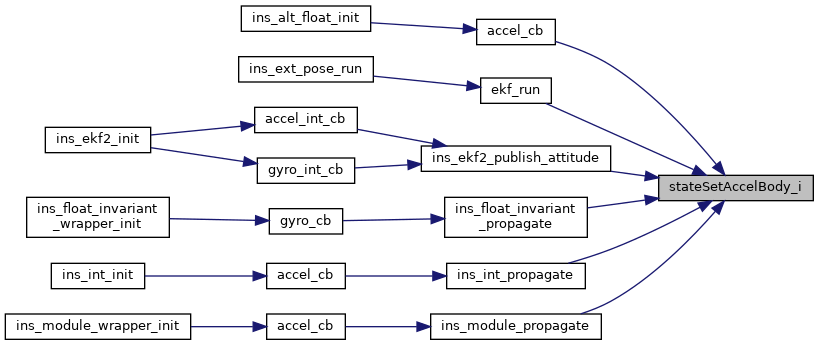 ins_alt_float_init
accel_cb
ins_ext_pose_run
ekf_run
accel_int_cb
ins_ekf2_init
ins_ekf2_publish_attitude
gyro_int_cb
stateSetAccelBody_i
ins_float_invariant
_wrapper_init
gyro_cb
ins_float_invariant
_propagate
ins_int_init
accel_cb
ins_int_propagate
ins_module_wrapper_init
accel_cb
ins_module_propagate